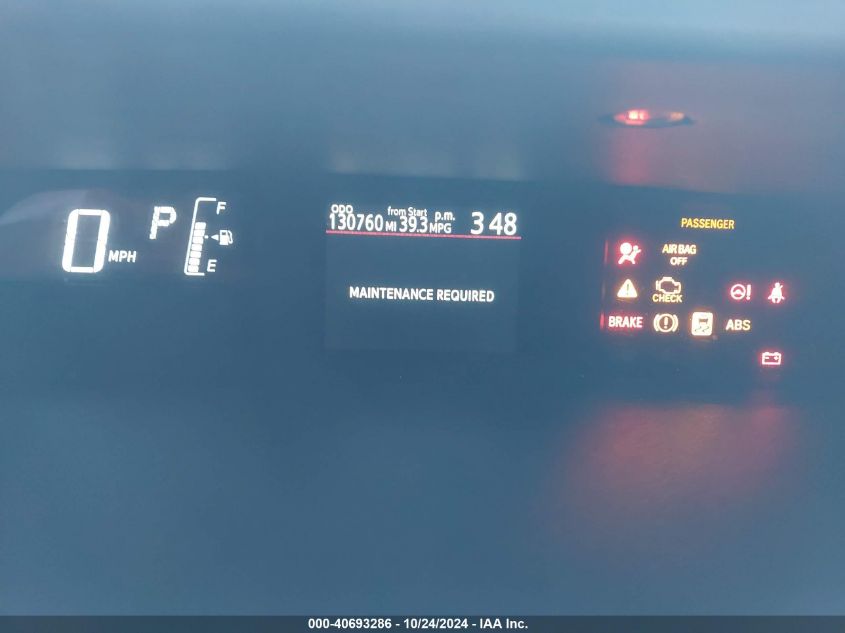 0 MPH
P
F
E
ODO from Start p.m.
130760 MI 39.3 MPG 3 48
MAINTENANCE REQUIRED
PASSENGER
AIR BAG
OFF
CHECK
BRAKE ABS
000-40693286 - 10/24/2024 - IAA Inc.